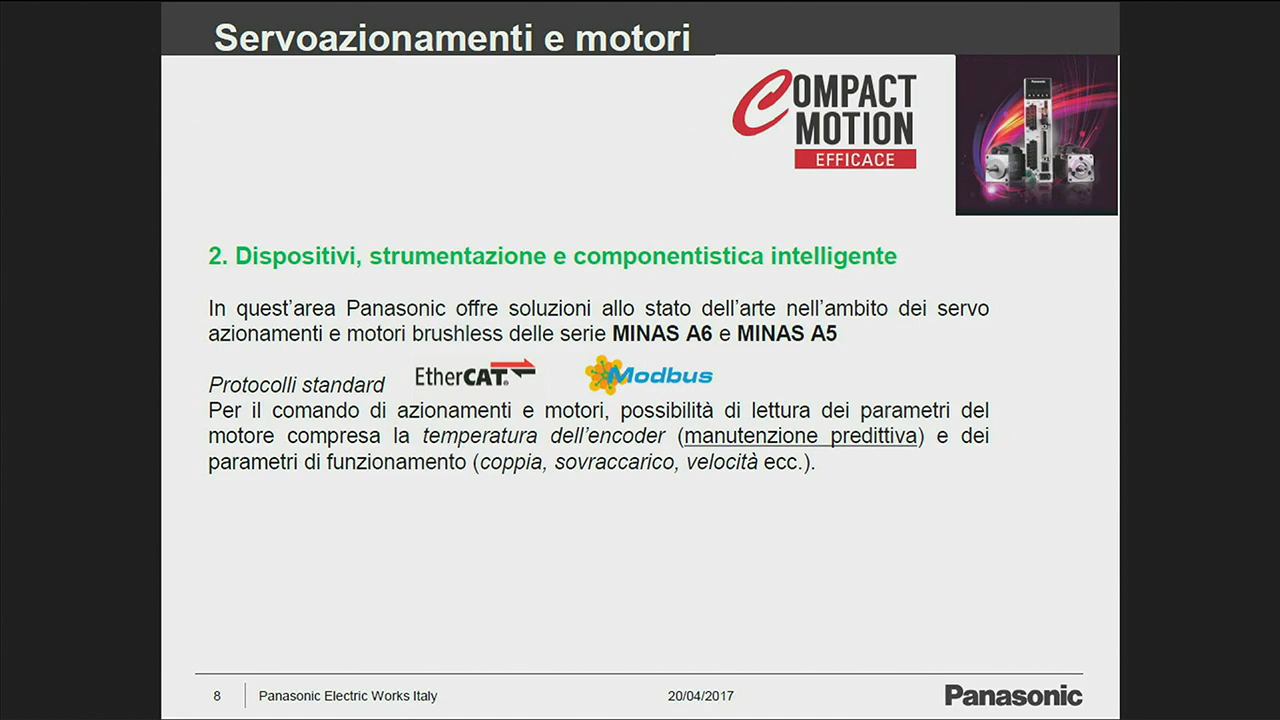 Servoazionamenti e motori
COMPACT
MOTION
EFFICACE
Panasonic
2. Dispositivi, strumentazione e componentistica intelligente
In quest'area Panasonic offre soluzioni allo stato dell'arte nell'ambito dei servo
azionamenti e motori brushless delle serie MINAS A6 e MINAS A5
Protocolli standard EtherCAT® Modbus
Per il comando di azionamenti e motori, possibilità di lettura dei parametri del
motore compresa la temperatura dell'encoder (manutenzione predittiva) e dei
parametri di funzionamento (coppia, sovraccarico, velocità ecc.).
8 Panasonic Electric Works Italy 20/04/2017 Panasonic